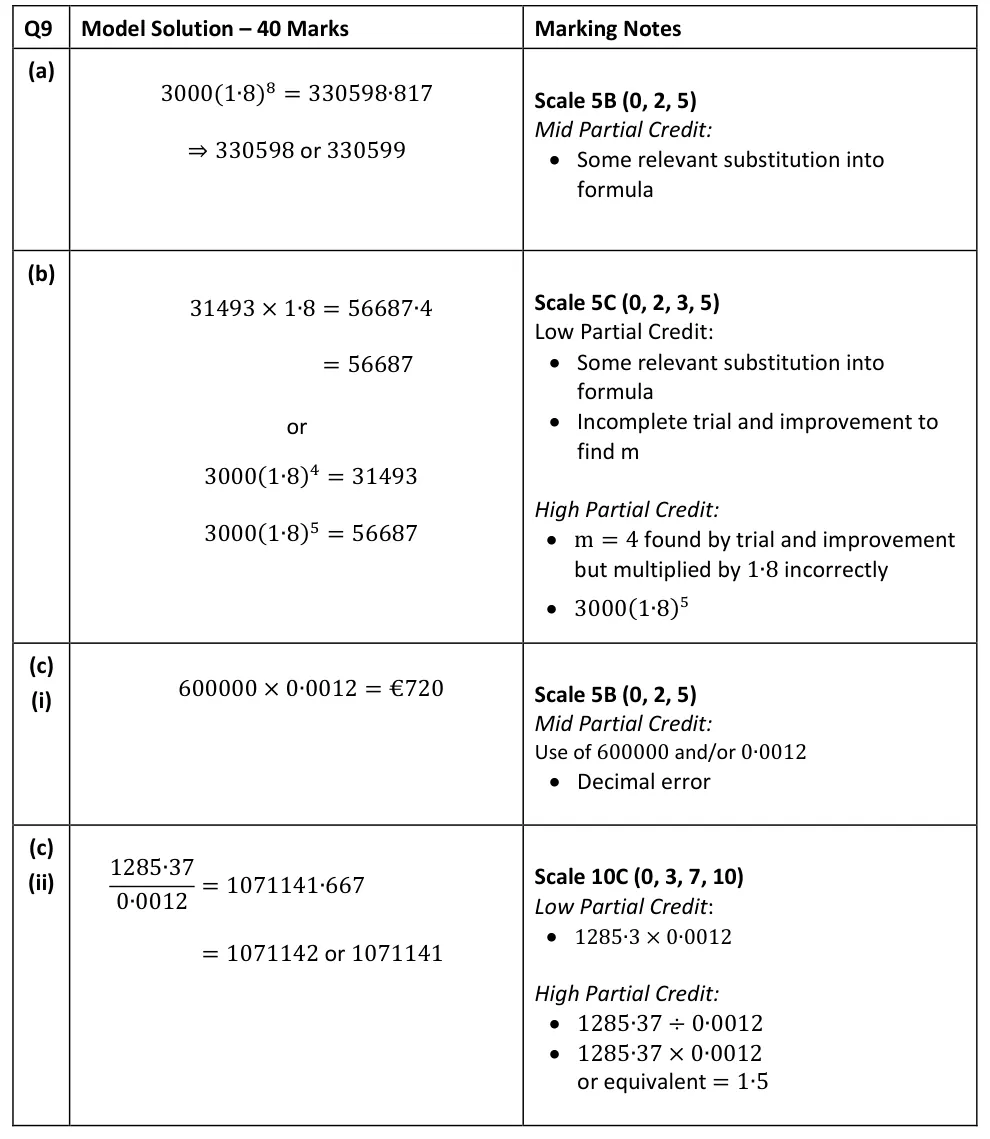 Q9 Model Solution – 40 Marks Marking Notes
(a)
3000(1·8)⁸ = 330598·817
⇒ 330598 or 330599
Scale 5B (0, 2, 5)
Mid Partial Credit:
• Some relevant substitution into
formula
(b)
31493 × 1·8 = 56687·4
= 56687
or
3000(1·8)⁴ = 31493
3000(1·8)⁵ = 56687
Scale 5C (0, 2, 3, 5)
Low Partial Credit:
• Some relevant substitution into
formula
• Incomplete trial and improvement to
find m
High Partial Credit:
• m = 4 found by trial and improvement
but multiplied by 1·8 incorrectly
• 3000(1·8)⁵
(c)
(i)
600000 × 0·0012 = €720
Scale 5B (0, 2, 5)
Mid Partial Credit:
Use of 600000 and/or 0·0012
• Decimal error
(c)
(ii)
1285·37
0·0012
= 1071141·667
= 1071142 or 1071141
Scale 10C (0, 3, 7, 10)
Low Partial Credit:
• 1285·3 × 0·0012
High Partial Credit:
• 1285·37 ÷ 0·0012
• 1285·37 × 0·0012
or equivalent = 1·5